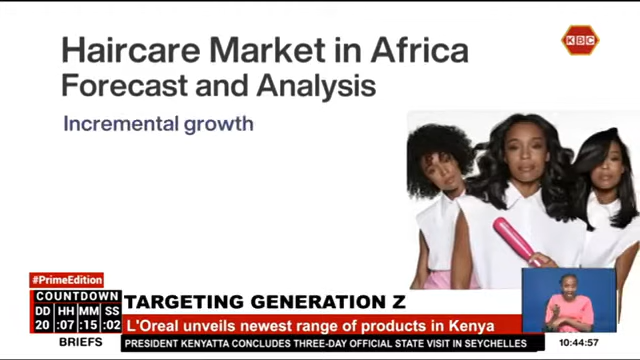 Haircare Market in Africa
KBC
Forecast and Analysis
Incremental growth
#PrimeEdition
COUNTDOWN
DD HH MM SS
20 :07 :15 :02
TARGETING GENERATION Z
L'Oreal unveils newest range of products in Kenya
BRIEFS
PRESIDENT KENYATTA CONCLUDES THREE-DAY OFFICIAL STATE VISIT IN SEYCHELLES
10:44:57